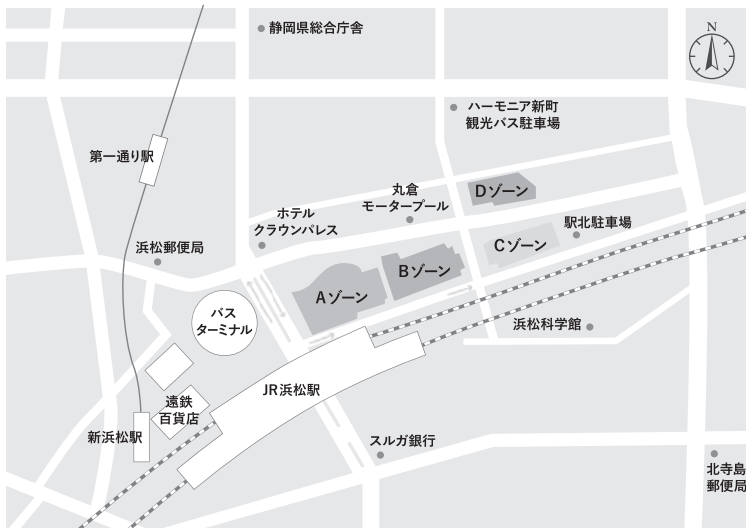 静岡県総合庁舎
N
ハーモニア新町
観光バス駐車場
第一通り駅
Dゾーン
丸倉
モータープール
ホテル
クラウンパレス
駅北駐車場
浜松郵便局
Cゾーン
Bゾーン
Aゾーン
バス
ターミナル
浜松科学館
JR浜松駅
遠鉄
百貨店
新浜松駅
スルガ銀行
北寺島
郵便局